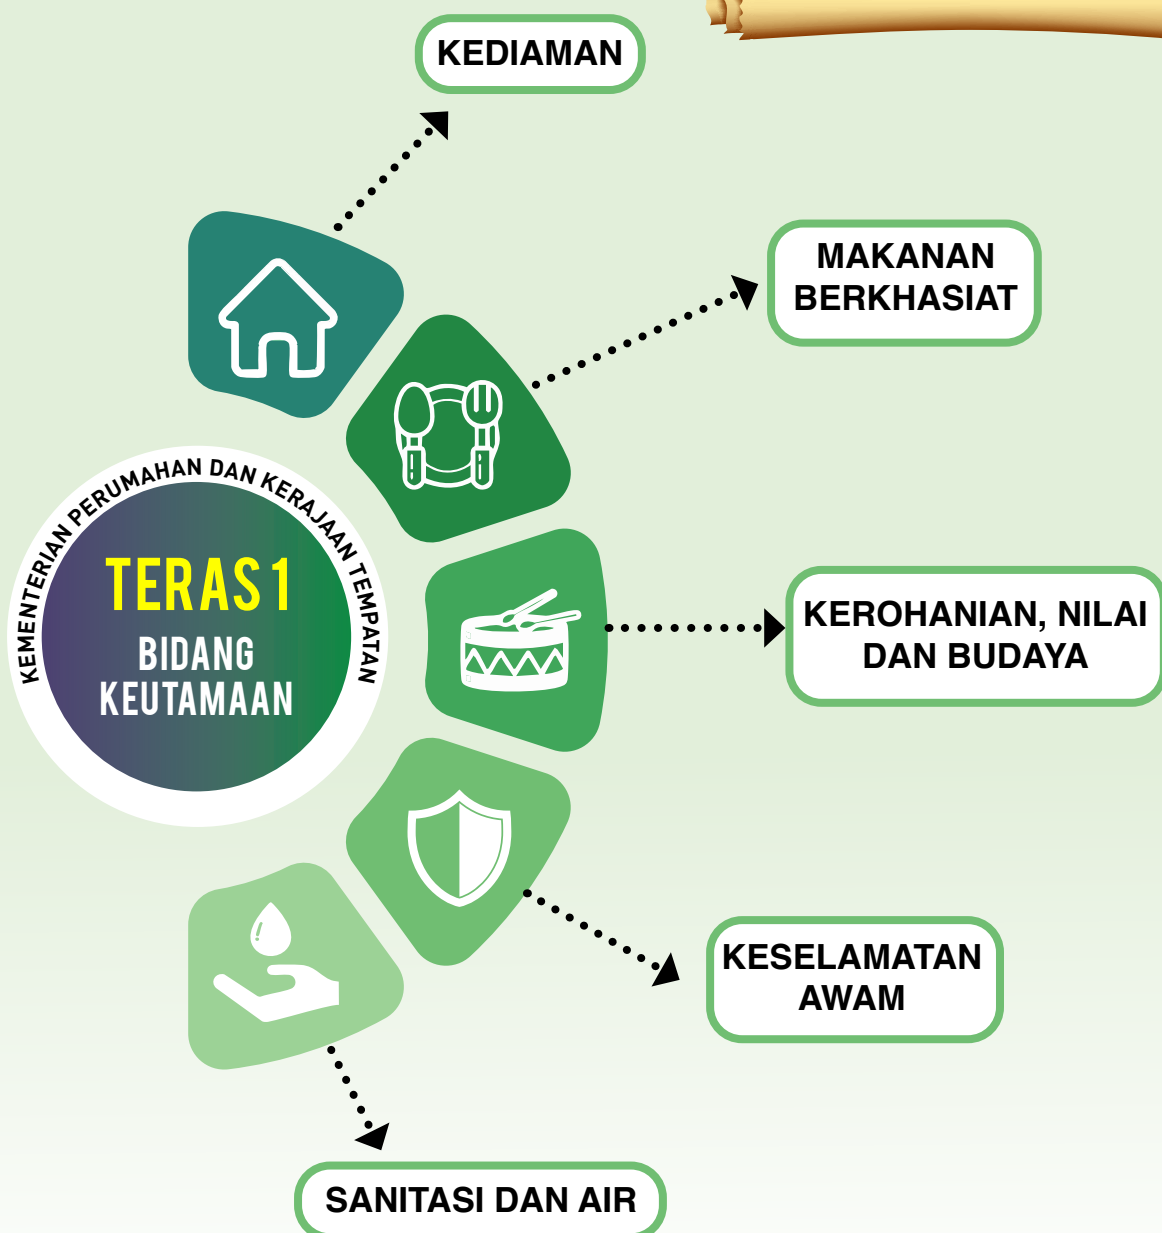 KEDIAMAN
MAKANAN
BERKHASIAT
KEMENTERIAN PERUMAHAN DAN KERAJAAN TEMPATAN
TERAS 1
BIDANG
KEUTAMAAN
KEROHANIAN, NILAI
DAN BUDAYA
KESELAMATAN
AWAM
SANITASI DAN AIR